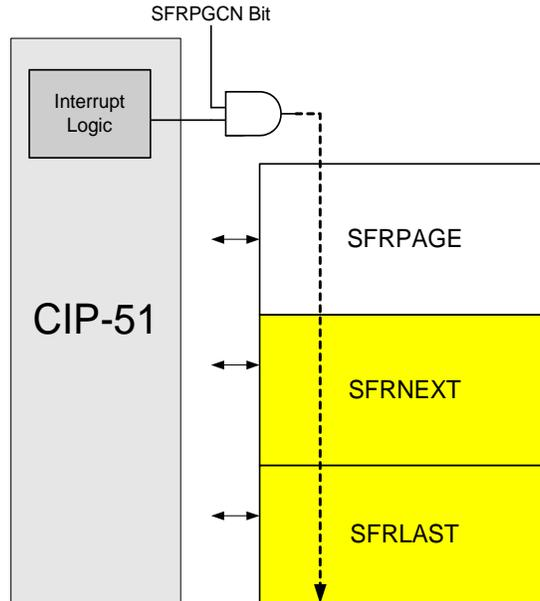 SFRPGCN Bit
Interrupt
Logic
SFRPAGE
CIP-51
SFRNEXT
SFRLAST